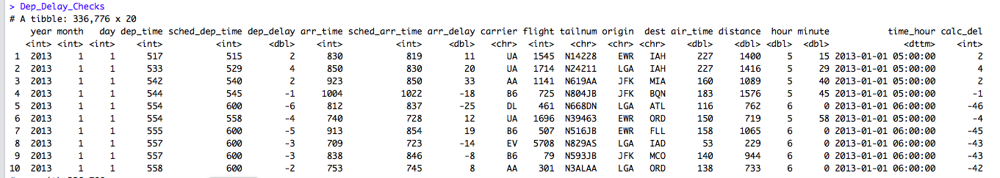 > Dep_Delay_Checks
# A tibble: 336,776 x 20
year month day dep_time sched_dep_time dep_delay arr_time sched_arr_time arr_delay carrier flight tailnum origin dest air_time distance hour minute time_hour calc_del
<int> <int> <int> <int> <int> <dbl> <int> <int> <dbl> <chr> <int> <chr> <chr> <chr> <dbl> <dbl> <dbl> <dbl> <dttm> <int>
1 2013 1 1 517 515 2 830 819 11 UA 1545 N14228 EWR IAH 227 1400 5 15 2013-01-01 05:00:00 2
2 2013 1 1 533 529 4 850 830 20 UA 1714 N24211 LGA IAH 227 1416 5 29 2013-01-01 05:00:00 4
3 2013 1 1 542 540 2 923 850 33 AA 1141 N619AA JFK MIA 160 1089 5 40 2013-01-01 05:00:00 2
4 2013 1 1 544 545 -1 1004 1022 -18 B6 725 N804JB JFK BQN 183 1576 5 45 2013-01-01 05:00:00 -1
5 2013 1 1 554 600 -6 812 837 -25 DL 461 N668DN LGA ATL 116 762 6 0 2013-01-01 06:00:00 -46
6 2013 1 1 554 558 -4 740 728 12 UA 1696 N39463 EWR ORD 150 719 5 58 2013-01-01 05:00:00 -4
7 2013 1 1 555 600 -5 913 854 19 B6 507 N516JB EWR FLL 158 1065 6 0 2013-01-01 06:00:00 -45
8 2013 1 1 557 600 -3 709 723 -14 EV 5708 N829AS LGA IAD 53 229 6 0 2013-01-01 06:00:00 -43
9 2013 1 1 557 600 -3 838 846 -8 B6 79 N593JB JFK MCO 140 944 6 0 2013-01-01 06:00:00 -43
10 2013 1 1 558 600 -2 753 745 8 AA 301 N3ALAA LGA ORD 138 733 6 0 2013-01-01 06:00:00 -42